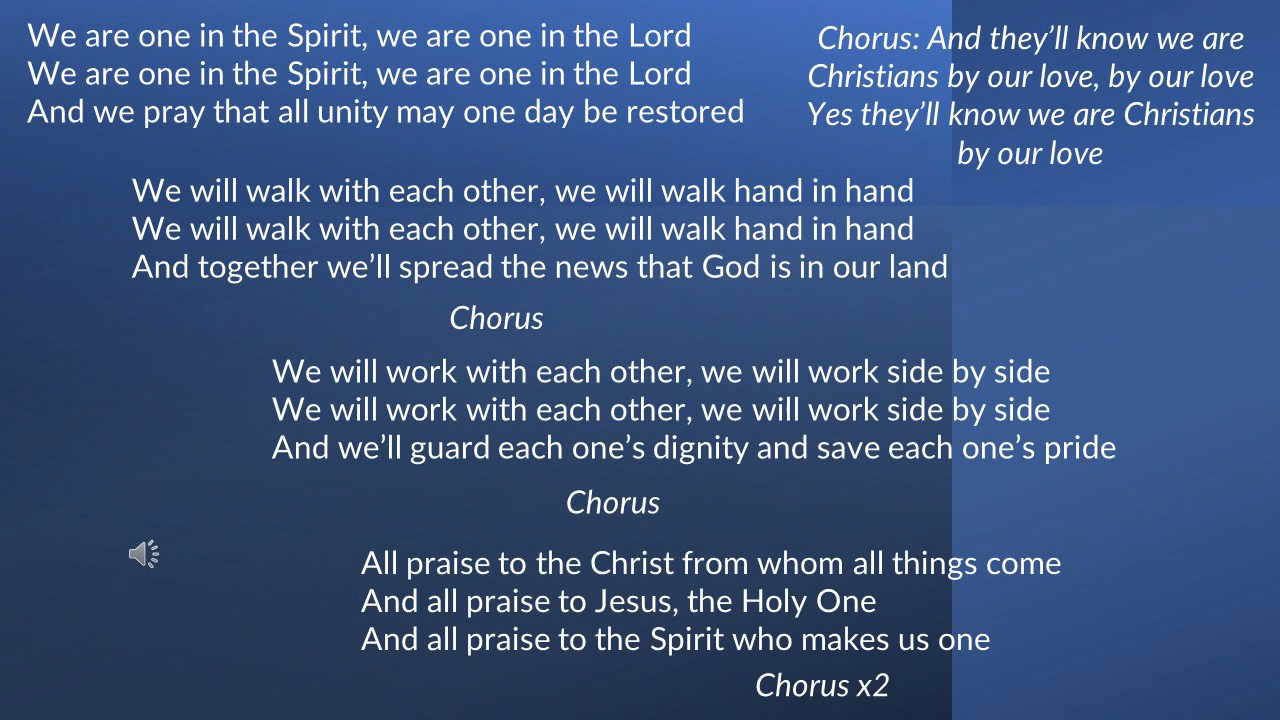 We are one in the Spirit, we are one in the Lord
We are one in the Spirit, we are one in the Lord
And we pray that all unity may one day be restored
Chorus: And they’ll know we are
Christians by our love, by our love
Yes they’ll know we are Christians
by our love
We will walk with each other, we will walk hand in hand
We will walk with each other, we will walk hand in hand
And together we’ll spread the news that God is in our land
Chorus
We will work with each other, we will work side by side
We will work with each other, we will work side by side
And we’ll guard each one’s dignity and save each one’s pride
Chorus
All praise to the Christ from whom all things come
And all praise to Jesus, the Holy One
And all praise to the Spirit who makes us one
Chorus x2